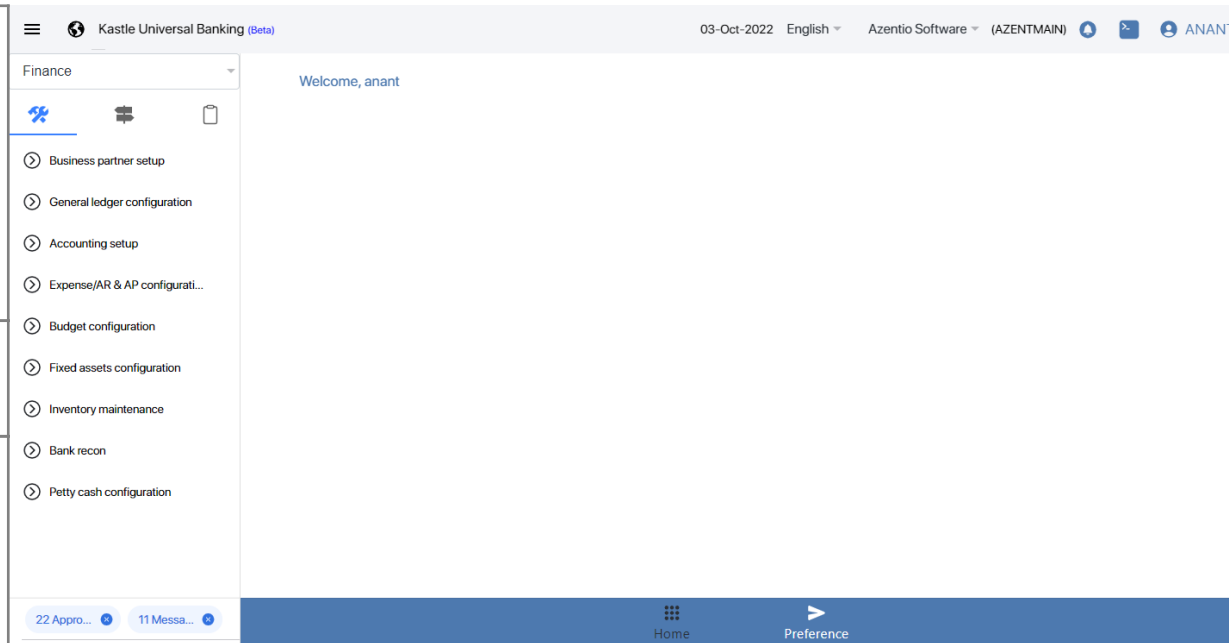 Kastle Universal Banking (Beta) 03-Oct-2022 English Azentio Software (AZENTMAIN) ANANT
Finance
Welcome, anant
Business partner setup
General ledger configuration
Accounting setup
Expense/AR & AP configurati...
Budget configuration
Fixed assets configuration
Inventory maintenance
Bank recon
Petty cash configuration
22 Appro... 11 Messa...
Home Preference